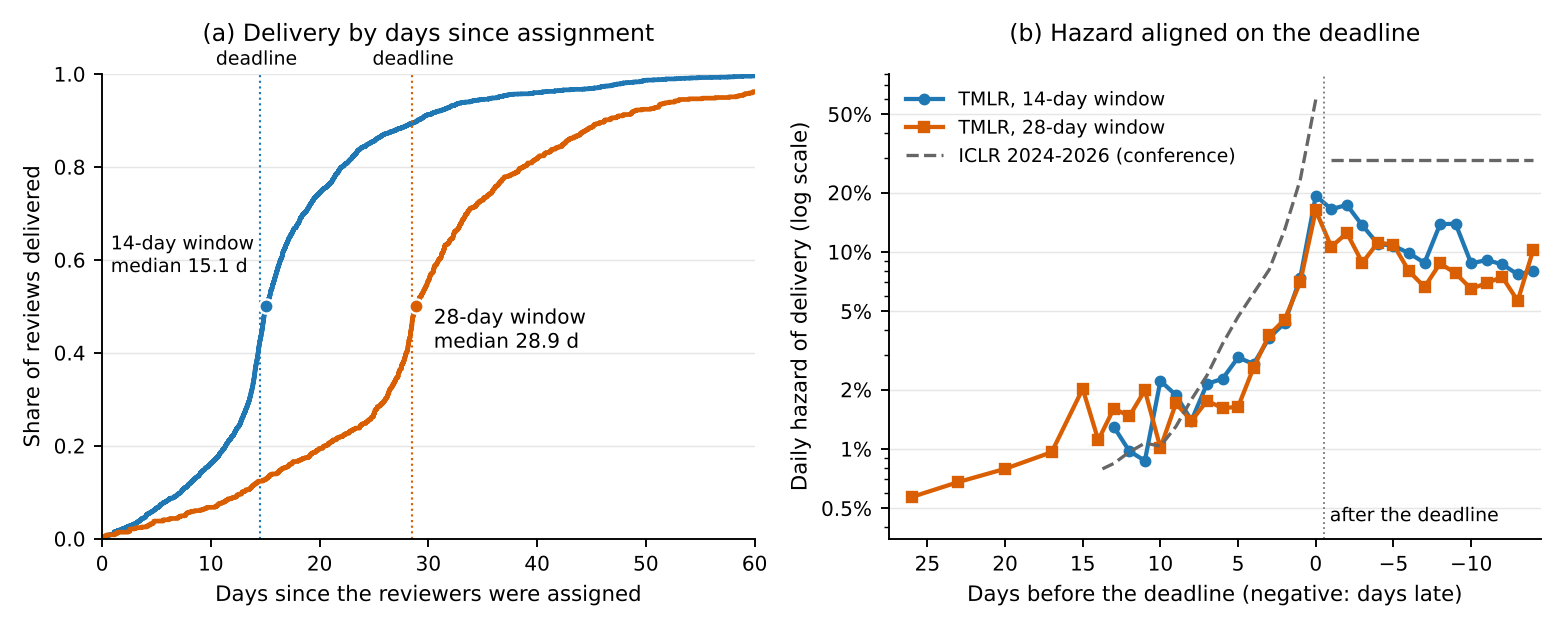 (a) Delivery by days since assignment
deadline
deadline
1.0
0.8
0.6
0.4
0.2
0.0
Share of reviews delivered
14-day window
median 15.1 d
28-day window
median 28.9 d
0
10
20
30
40
50
60
Days since the reviewers were assigned
(b) Hazard aligned on the deadline
TMLR, 14-day window
TMLR, 28-day window
ICLR 2024-2026 (conference)
50%
20%
10%
5%
2%
1%
0.5%
Daily hazard of delivery (log scale)
after the deadline
25
20
15
10
5
0
−5
−10
Days before the deadline (negative: days late)